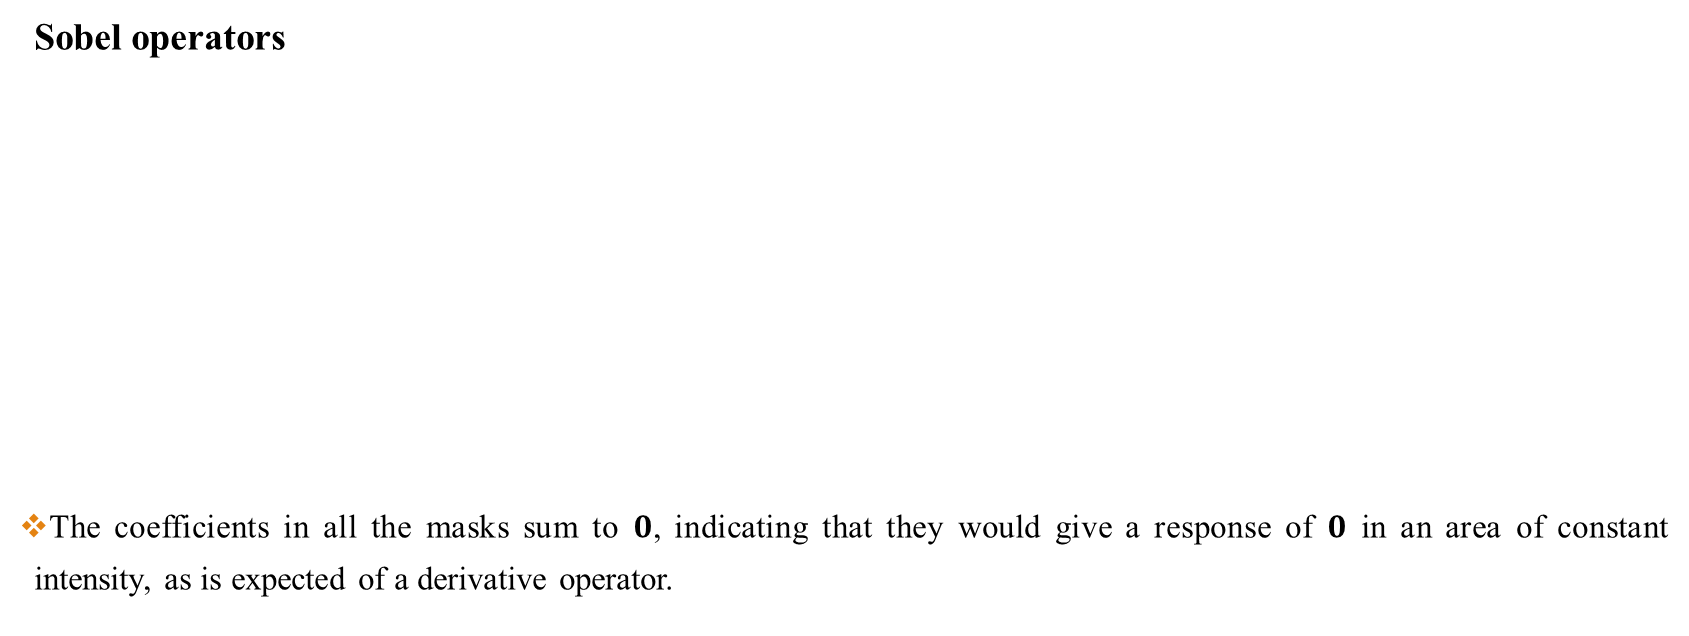 Sobel operators
❖The coefficients in all the masks sum to 0, indicating that they would give a response of 0 in an area of constant
intensity, as is expected of a derivative operator.